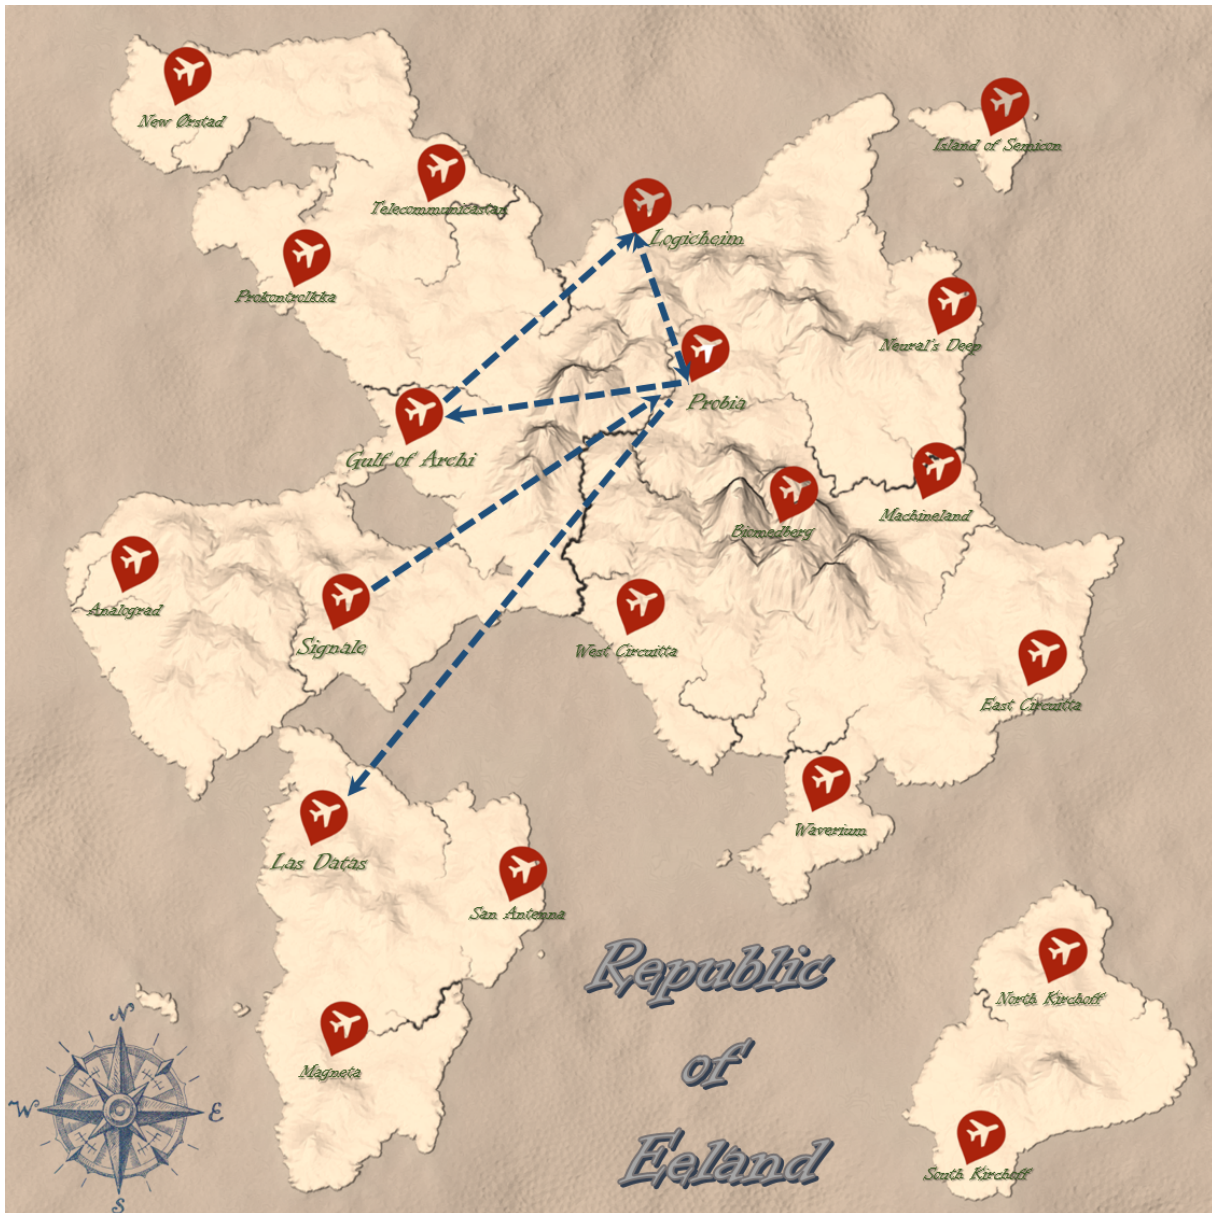 New Ørstad
Island of Semicon
Telecommunicastan
Logicheim
Prokontrolkka
Neural's Deep
Probia
Gulf of Archi
Machineland
Biomedberg
Analograd
Signale
West Circuitta
East Circuitta
Waverium
Las Datas
San Antenna
Republic
of
Eeland
North Kirchoff
Magneta
South Kirchoff
N
W
E
S